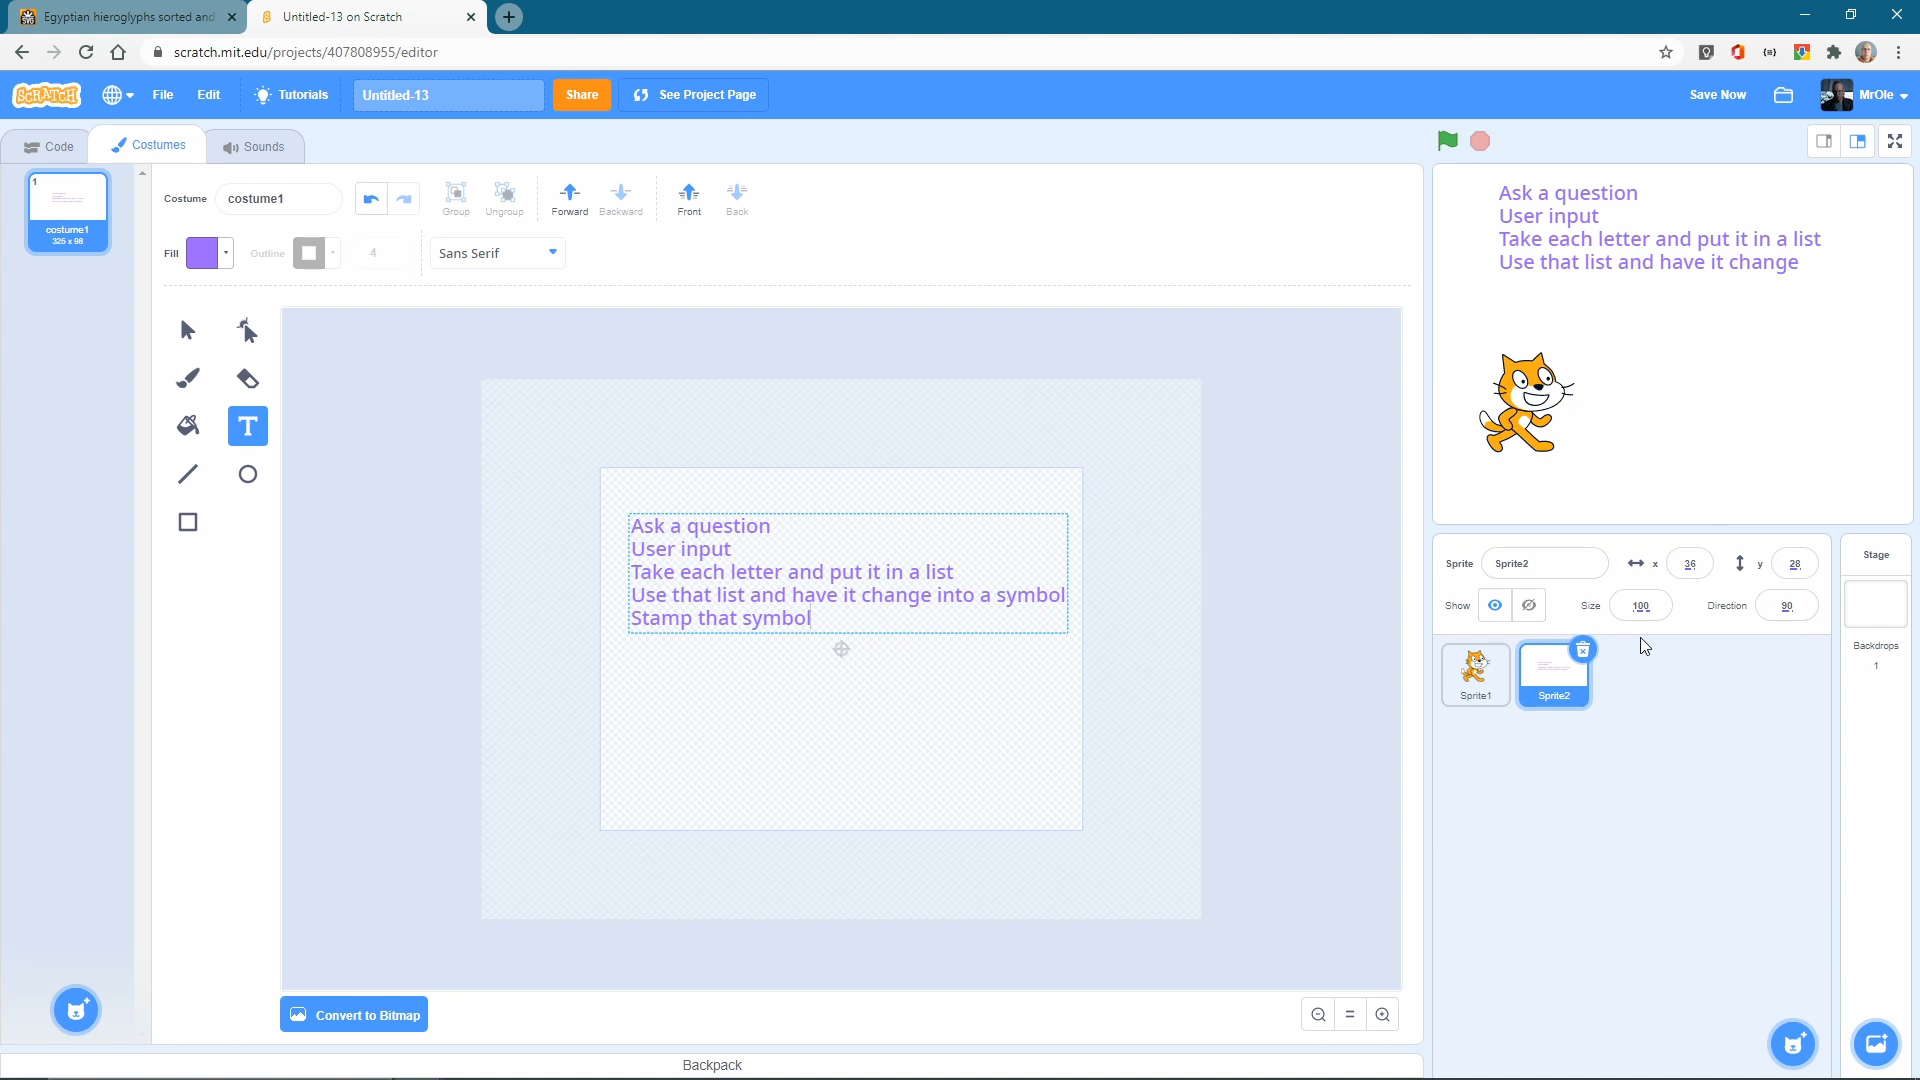 Egyptian hieroglyphs sorted and
Untitled-13 on Scratch
scratch.mit.edu/projects/407808955/editor
SCRATCH
File
Edit
Tutorials
Untitled-13
Share
See Project Page
Save Now
MrOle
Code
Costumes
Sounds
1
costume1
325 x 98
Costume
costume1
Group
Ungroup
Forward
Backward
Front
Back
Fill
Outline
4
Sans Serif
T
Ask a question
User input
Take each letter and put it in a list
Use that list and have it change into a symbol
Stamp that symbol
Convert to Bitmap
Backpack
Ask a question
User input
Take each letter and put it in a list
Use that list and have it change
Sprite
Sprite2
x
36
y
28
Show
Size
100
Direction
90
Sprite1
Sprite2
Stage
Backdrops
1